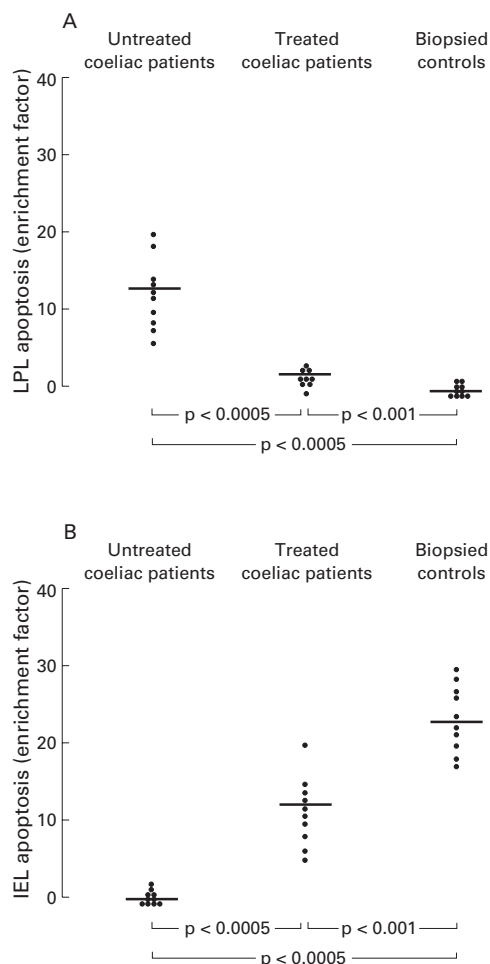 A
Untreated coeliac patients
Treated coeliac patients
Biopsied controls
LPL apoptosis (enrichment factor)
40
30
20
10
0
p < 0.0005
p < 0.001
p < 0.0005
B
Untreated coeliac patients
Treated coeliac patients
Biopsied controls
IEL apoptosis (enrichment factor)
40
30
20
10
0
p < 0.0005
p < 0.001
p < 0.0005